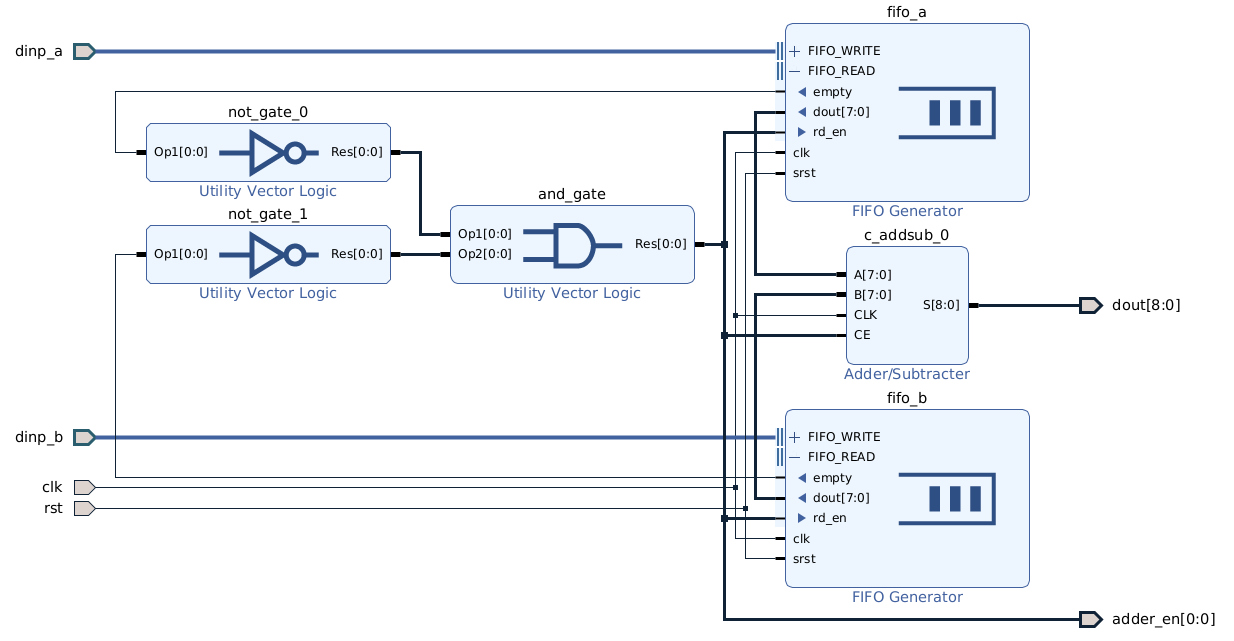 fifo_a
dinp_a
FIFO_WRITE
FIFO_READ
empty
dout[7:0]
rd_en
clk
srst
FIFO Generator
not_gate_0
Op1[0:0]
Res[0:0]
Utility Vector Logic
not_gate_1
Op1[0:0]
Res[0:0]
Utility Vector Logic
and_gate
Op1[0:0]
Op2[0:0]
Res[0:0]
Utility Vector Logic
c_addsub_0
A[7:0]
B[7:0]
CLK
CE
S[8:0]
Adder/Subtracter
dout[8:0]
fifo_b
dinp_b
FIFO_WRITE
FIFO_READ
empty
dout[7:0]
rd_en
clk
srst
FIFO Generator
clk
rst
adder_en[0:0]